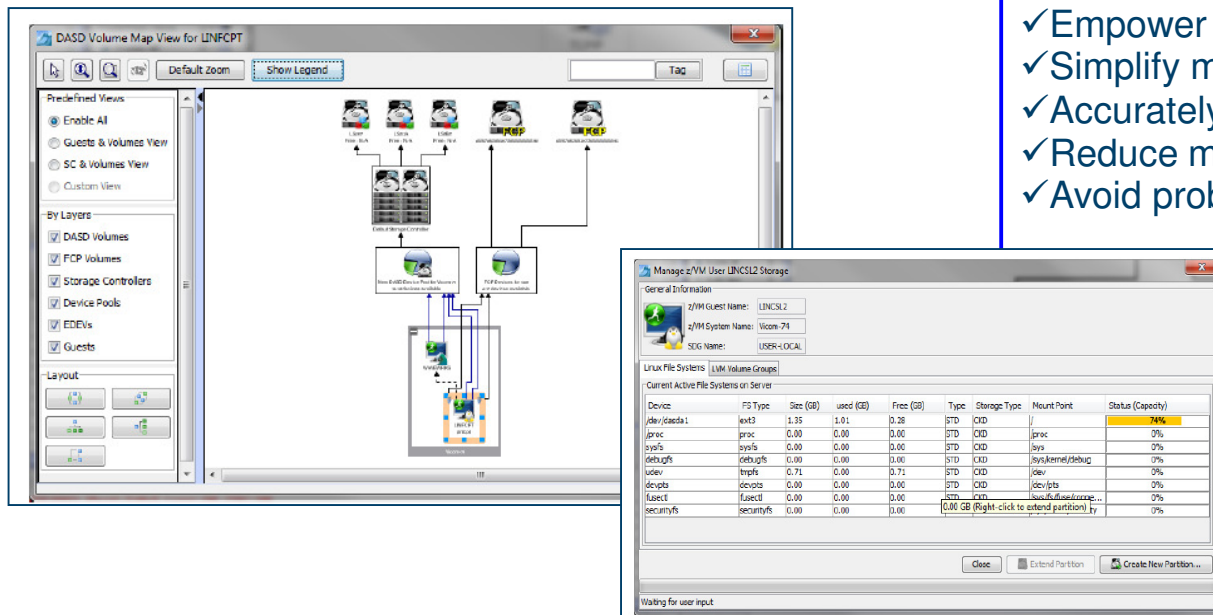 ✓Empower
✓Simplify m
✓Accurately
✓Reduce m
✓Avoid prob
DASD Volume Map View for LINFCPT
Default Zoom
Show Legend
Tag
Predefined Views
Enable All
Guests & Volumes View
SC & Volumes View
Custom View
By Layers
DASD Volumes
FCP Volumes
Storage Controllers
Device Pools
EDEVs
Guests
Layout
FCP FCP
Default Storage Controller
LINFCPT
Manage z/VM User LINCSL2 Storage
General Information
z/VM Guest Name: LINCSL2
z/VM System Name: Vicom-74
SDG Name: USER-LOCAL
Linux File Systems LVM Volume Groups
Current Active File Systems on Server
Device FS Type Size (GB) used (GB) Free (GB) Type Storage Type Mount Point Status (Capacity)
/dev/dasda1 ext3 1.35 1.01 0.28 STD CKD / 74%
/proc proc 0.00 0.00 0.00 STD CKD /proc 0%
sysfs sysfs 0.00 0.00 0.00 STD CKD /sys 0%
debugfs debugfs 0.00 0.00 0.00 STD CKD /sys/kernel/debug 0%
udev tmpfs 0.71 0.00 0.71 STD CKD /dev 0%
devpts devpts 0.00 0.00 0.00 STD CKD /dev/pts 0%
fusectl fusectl 0.00 0.00 0.00 STD CKD /sys/fs/fuse/conne... 0%
securityfs securityfs 0.00 0.00 0.00 0%
0.00 GB (Right-click to extend partition)
Close
Extend Partition
Create New Partition...
Waiting for user input